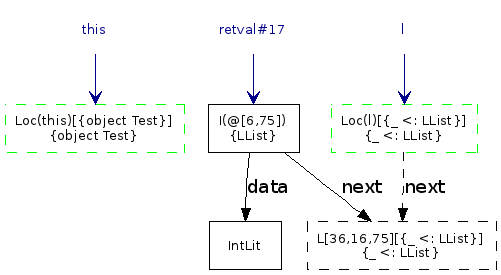 this
retval#17
l
Loc(this)[{object Test}]
{object Test}
I(@[6,75])
{LList}
Loc(l)[{_ <: LList}]
{_ <: LList}
data
next
next
IntLit
L[36,16,75][{_ <: LList}]
{_ <: LList}